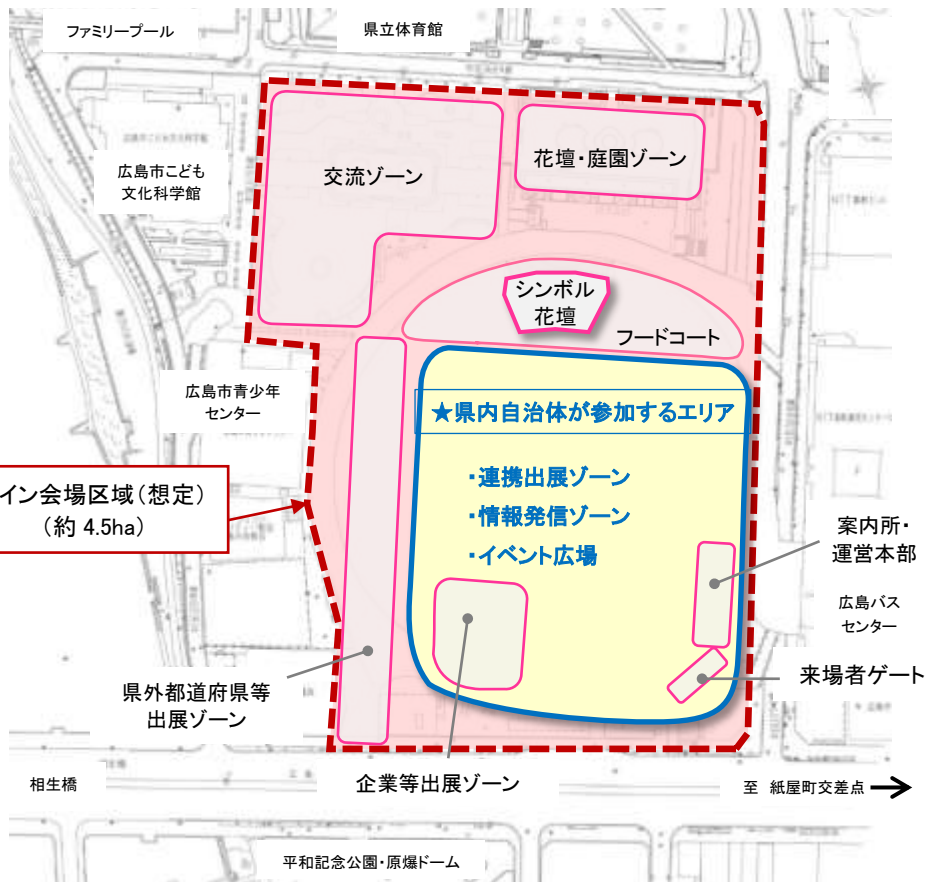 ファミリープール
県立体育館
広島市こども
文化科学館
交流ゾーン
花壇・庭園ゾーン
シンボル
花壇
フードコート
広島市青少年
センター
★県内自治体が参加するエリア
・連携出展ゾーン
・情報発信ゾーン
・イベント広場
イン会場区域(想定)
(約 4.5ha)
案内所・
運営本部
広島バス
センター
来場者ゲート
県外都道府県等
出展ゾーン
企業等出展ゾーン
相生橋
至 紙屋町交差点
平和記念公園・原爆ドーム